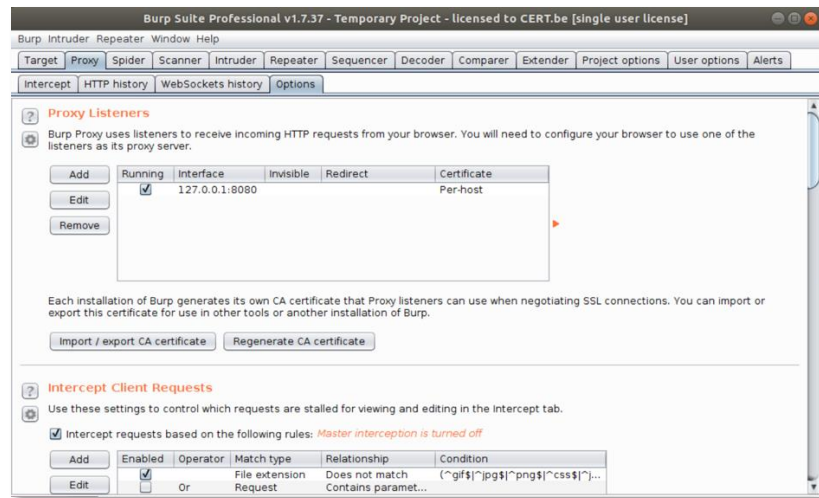 Burp Suite Professional v1.7.37 - Temporary Project - licensed to CERT.be [single user license]
Burp Intruder Repeater Window Help
Target Proxy Spider Scanner Intruder Repeater Sequencer Decoder Comparer Extender Project options User options Alerts
Intercept HTTP history WebSockets history Options
? Proxy Listeners
Burp Proxy uses listeners to receive incoming HTTP requests from your browser. You will need to configure your browser to use one of the
listeners as its proxy server.
Add Running Interface Invisible Redirect Certificate
127.0.0.1:8080 Per-host
Edit
Remove
Each installation of Burp generates its own CA certificate that Proxy listeners can use when negotiating SSL connections. You can import or
export this certificate for use in other tools or another installation of Burp.
Import / export CA certificate Regenerate CA certificate
? Intercept Client Requests
Use these settings to control which requests are stalled for viewing and editing in the Intercept tab.
Intercept requests based on the following rules: Master interception is turned off
Add Enabled Operator Match type Relationship Condition
File extension Does not match (^gif$|^jpg$|^png$|^css$|^j...
Edit Or Request Contains paramet...